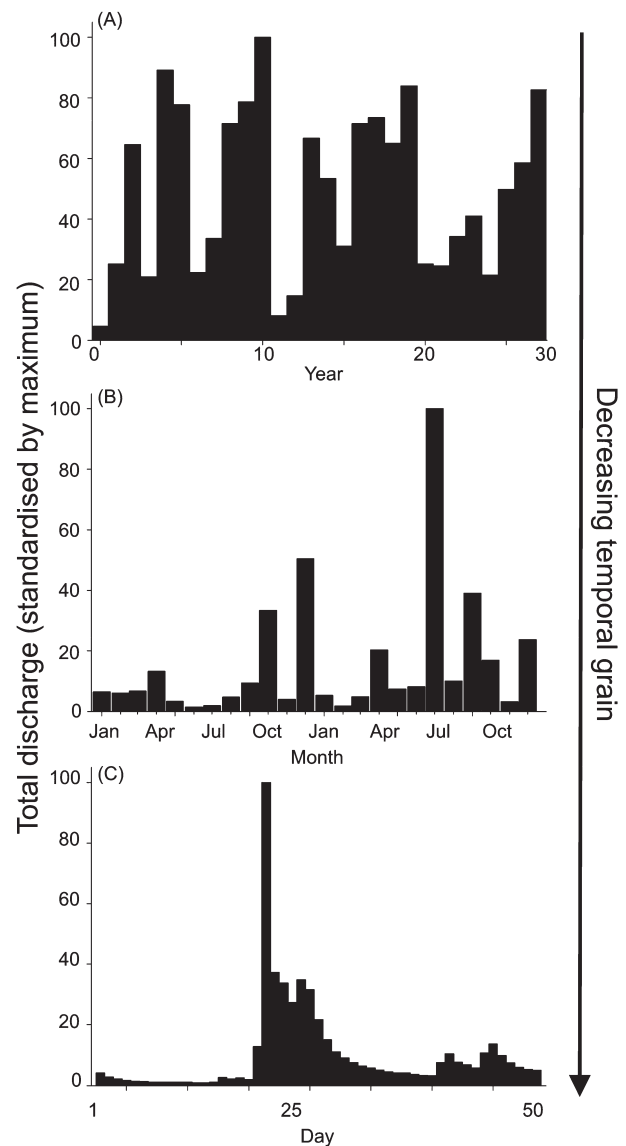 (A)
100
80
60
40
20
0
0 10 20 30
Year
(B)
100
80
60
40
20
0
Jan Apr Jul Oct Jan Apr Jul Oct
Month
(C)
100
80
60
40
20
0
1 25 50
Day
Total discharge (standardised by maximum)
Decreasing temporal grain